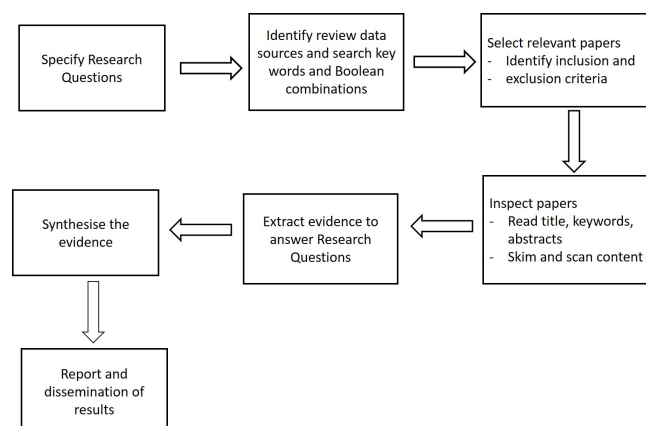 Specify Research
Questions
Identify review data
sources and search key
words and Boolean
combinations
Select relevant papers
- Identify inclusion and
- exclusion criteria
Inspect papers
- Read title, keywords,
abstracts
- Skim and scan content
Extract evidence to
answer Research
Questions
Synthesise the
evidence
Report and
dissemination of
results